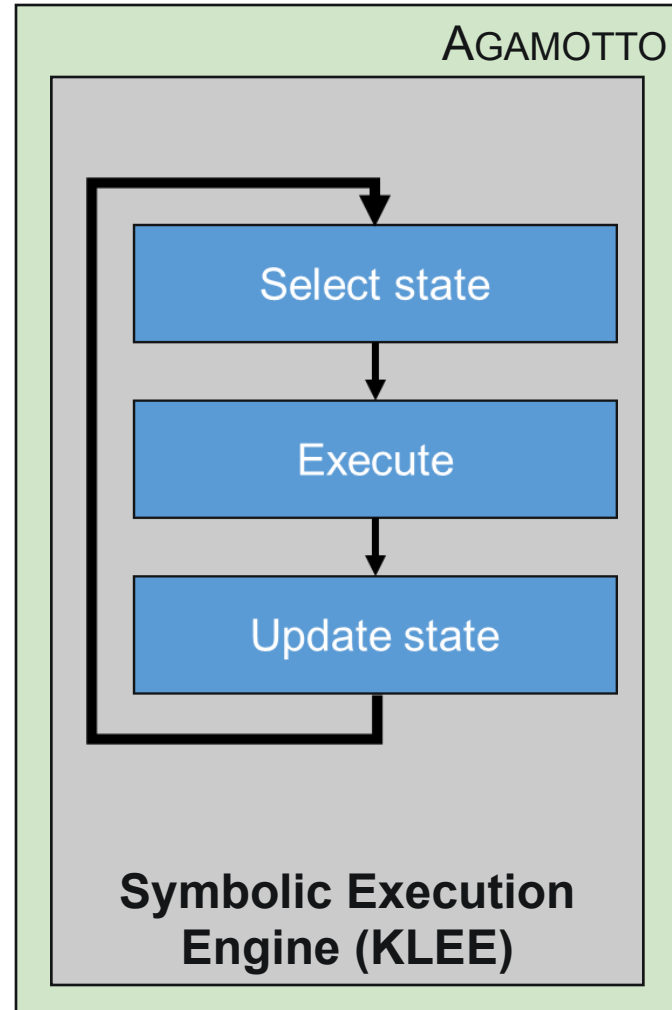 AGAMOTTO
Select state
Execute
Update state
Symbolic Execution
Engine (KLEE)